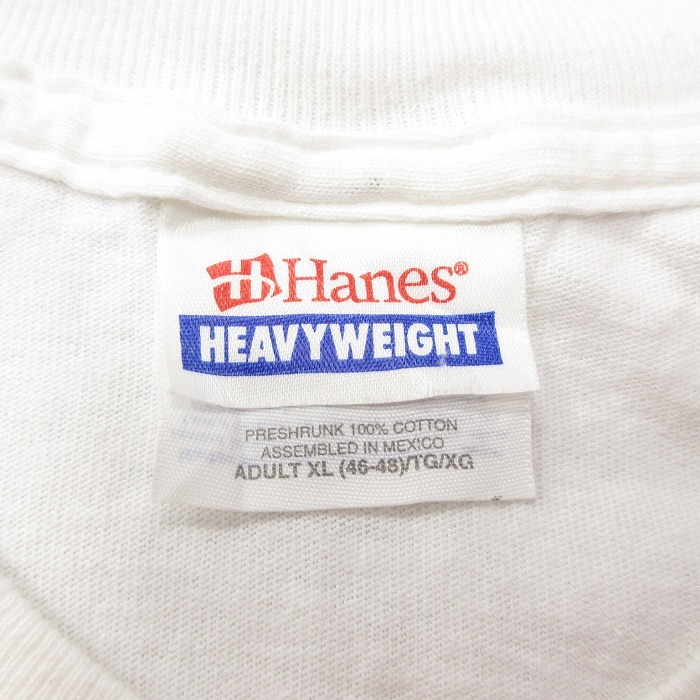 Hanes®
HEAVYWEIGHT
PRESHRUNK 100% COTTON
ASSEMBLED IN MEXICO
ADULT XL (46-48)/TG/XG